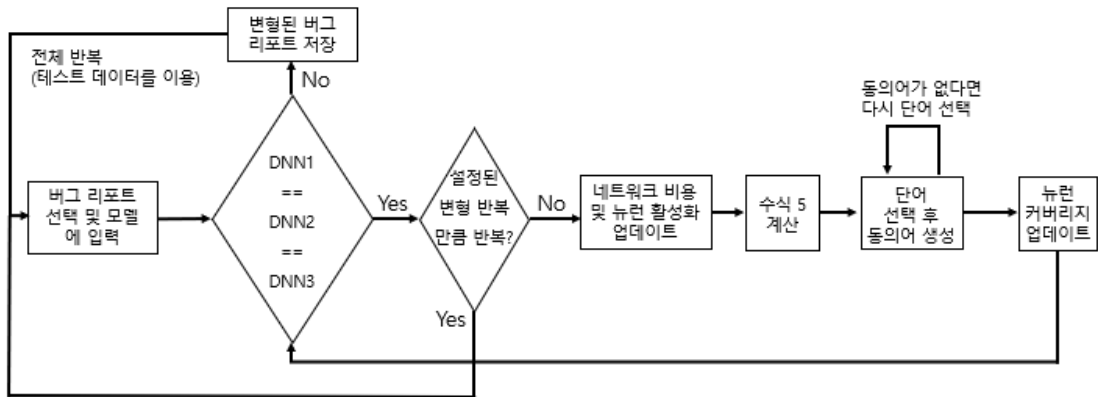 변형된 버그
리포트 저장
전체 반복
(테스트 데이터를 이용)
No
동의어가 없다면
다시 단어 선택
버그 리포트
선택 및 모델
에 입력
DNN1
==
DNN2
==
DNN3
Yes
설정된
변형 반복
만큼 반복?
No
Yes
네트워크 비용
및 뉴런 활성화
업데이트
수식 5
계산
단어
선택 후
동의어 생성
뉴런
커버리지
업데이트